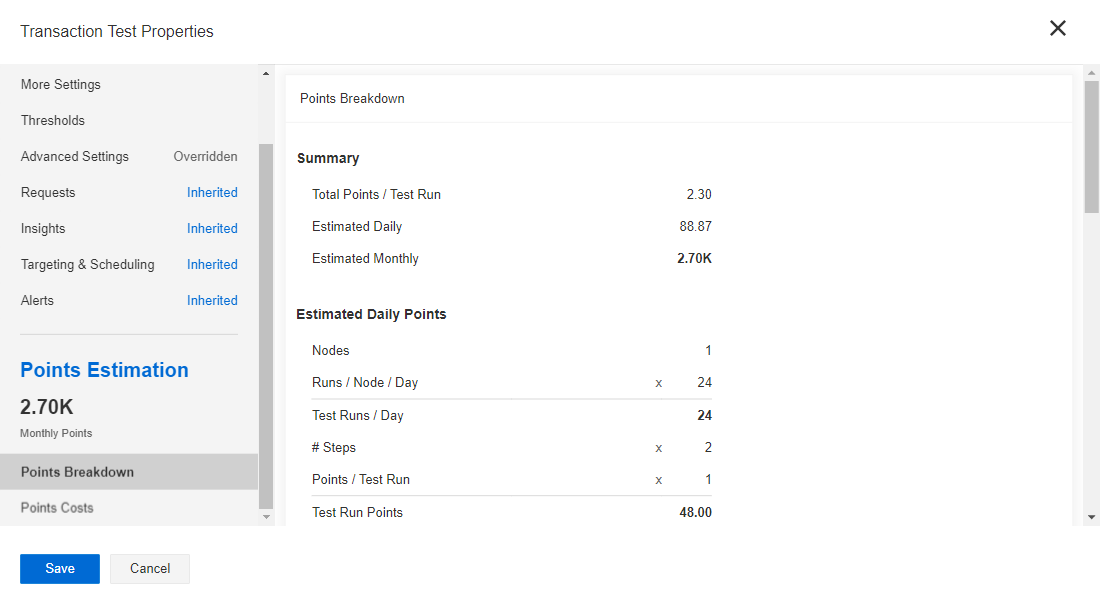 Transaction Test Properties
More Settings
Thresholds
Advanced Settings Overridden
Requests Inherited
Insights Inherited
Targeting & Scheduling Inherited
Alerts Inherited
Points Estimation
2.70K
Monthly Points
Points Breakdown
Points Costs
Points Breakdown
Summary
Total Points / Test Run 2.30
Estimated Daily 88.87
Estimated Monthly 2.70K
Estimated Daily Points
Nodes 1
Runs / Node / Day x 24
Test Runs / Day 24
# Steps x 2
Points / Test Run x 1
Test Run Points 48.00
Save Cancel